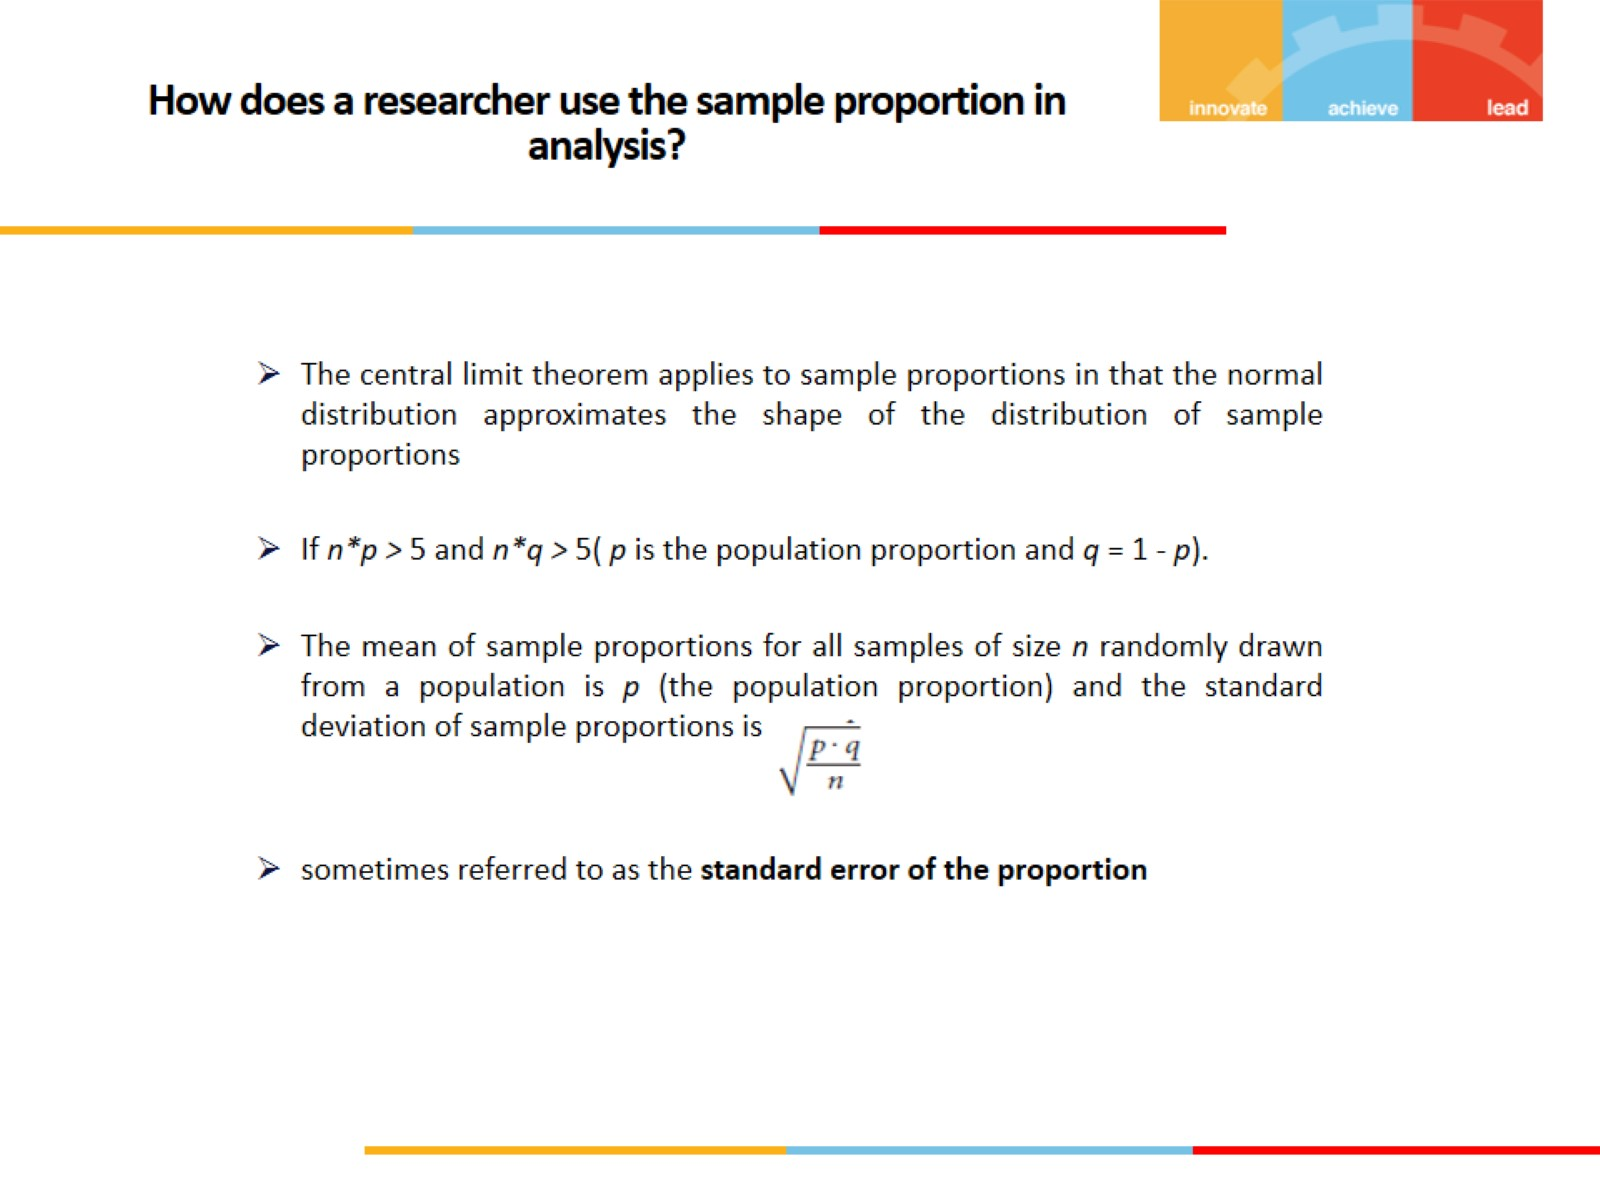 How does a researcher use the sample proportion in
analysis?
innovate achieve lead
➢ The central limit theorem applies to sample proportions in that the normal
distribution approximates the shape of the distribution of sample
proportions
➢ If n*p > 5 and n*q > 5( p is the population proportion and q = 1 - p).
➢ The mean of sample proportions for all samples of size n randomly drawn
from a population is p (the population proportion) and the standard
deviation of sample proportions is √(p · q / n)
➢ sometimes referred to as the standard error of the proportion